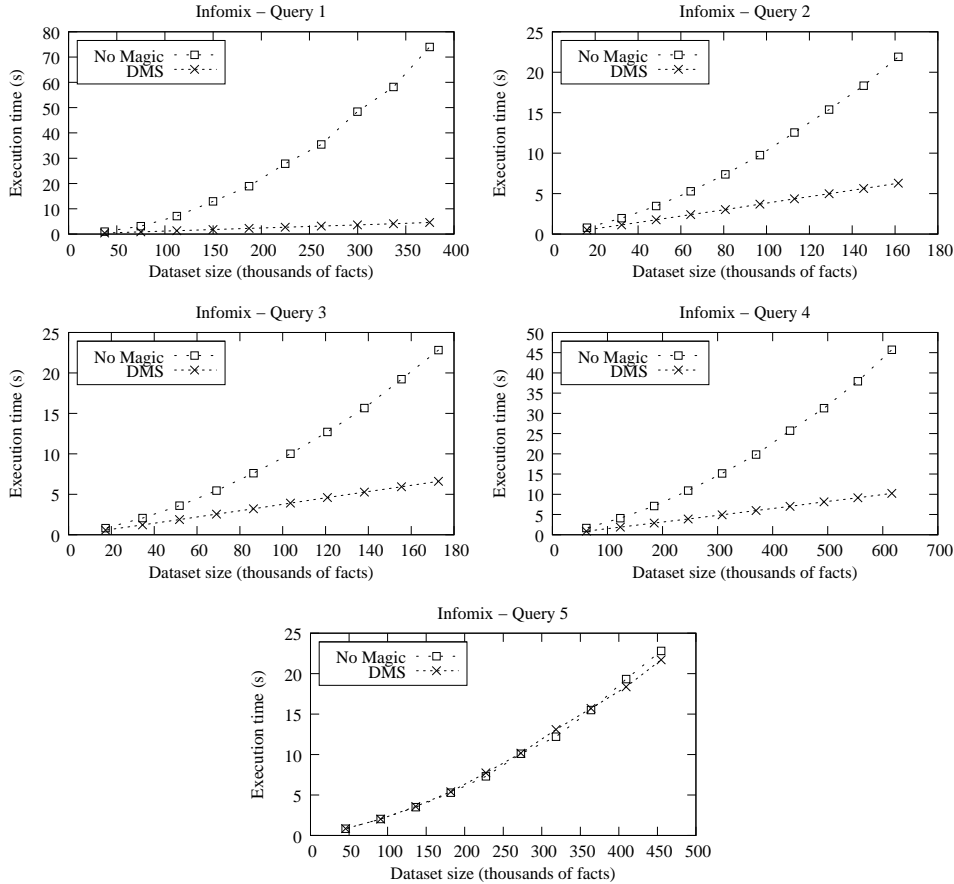 Infomix – Query 1
Execution time (s)
80
70
60
50
40
30
20
10
0
No Magic
DMS
0 50 100 150 200 250 300 350 400
Dataset size (thousands of facts)
Infomix – Query 2
Execution time (s)
25
20
15
10
5
0
No Magic
DMS
0 20 40 60 80 100 120 140 160 180
Dataset size (thousands of facts)
Infomix – Query 3
Execution time (s)
25
20
15
10
5
0
No Magic
DMS
0 20 40 60 80 100 120 140 160 180
Dataset size (thousands of facts)
Infomix – Query 4
Execution time (s)
50
45
40
35
30
25
20
15
10
5
0
No Magic
DMS
0 100 200 300 400 500 600 700
Dataset size (thousands of facts)
Infomix – Query 5
Execution time (s)
25
20
15
10
5
0
No Magic
DMS
0 50 100 150 200 250 300 350 400 450 500
Dataset size (thousands of facts)